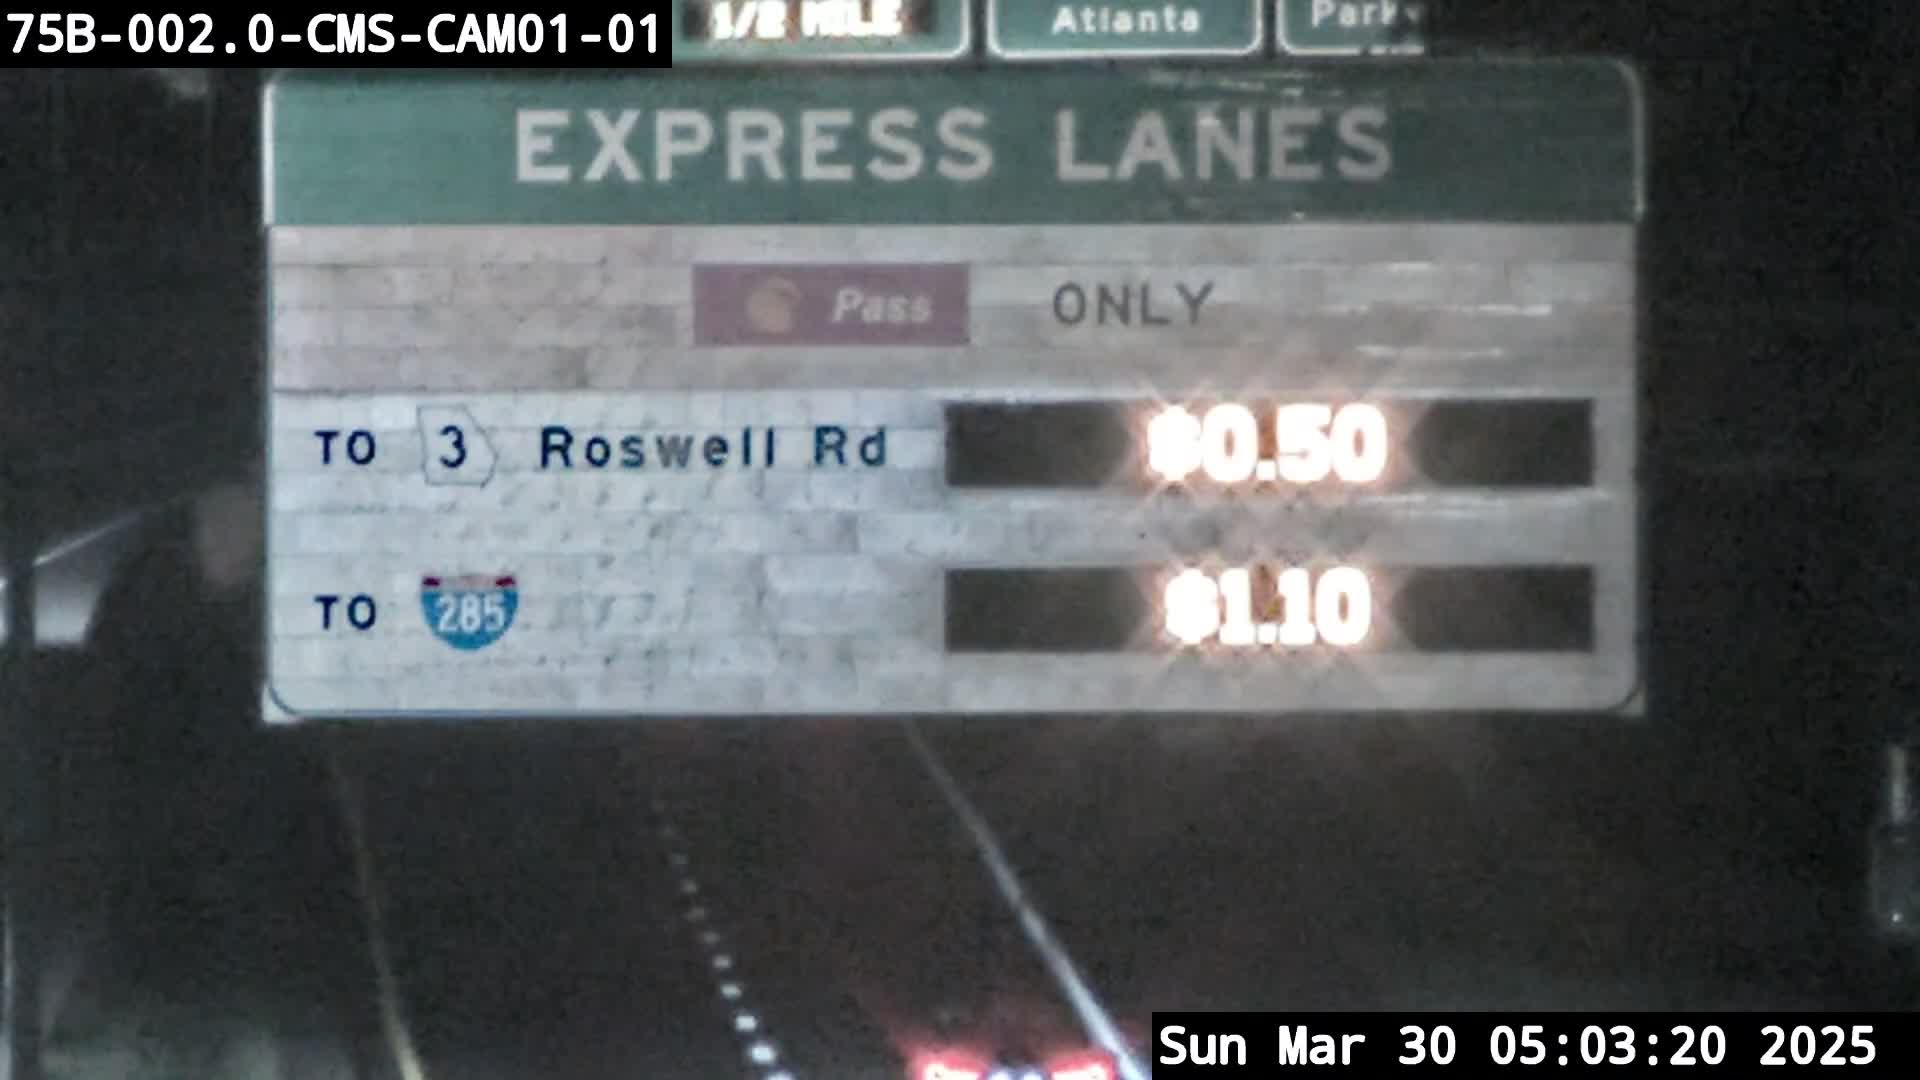 75B-002.0-CMS-CAM01-01
1/2 MILE
Atlanta
EXPRESS LANES
Pass ONLY
TO 3 Roswell Rd $0.50
TO 285 $1.10
Sun Mar 30 05:03:20 2025